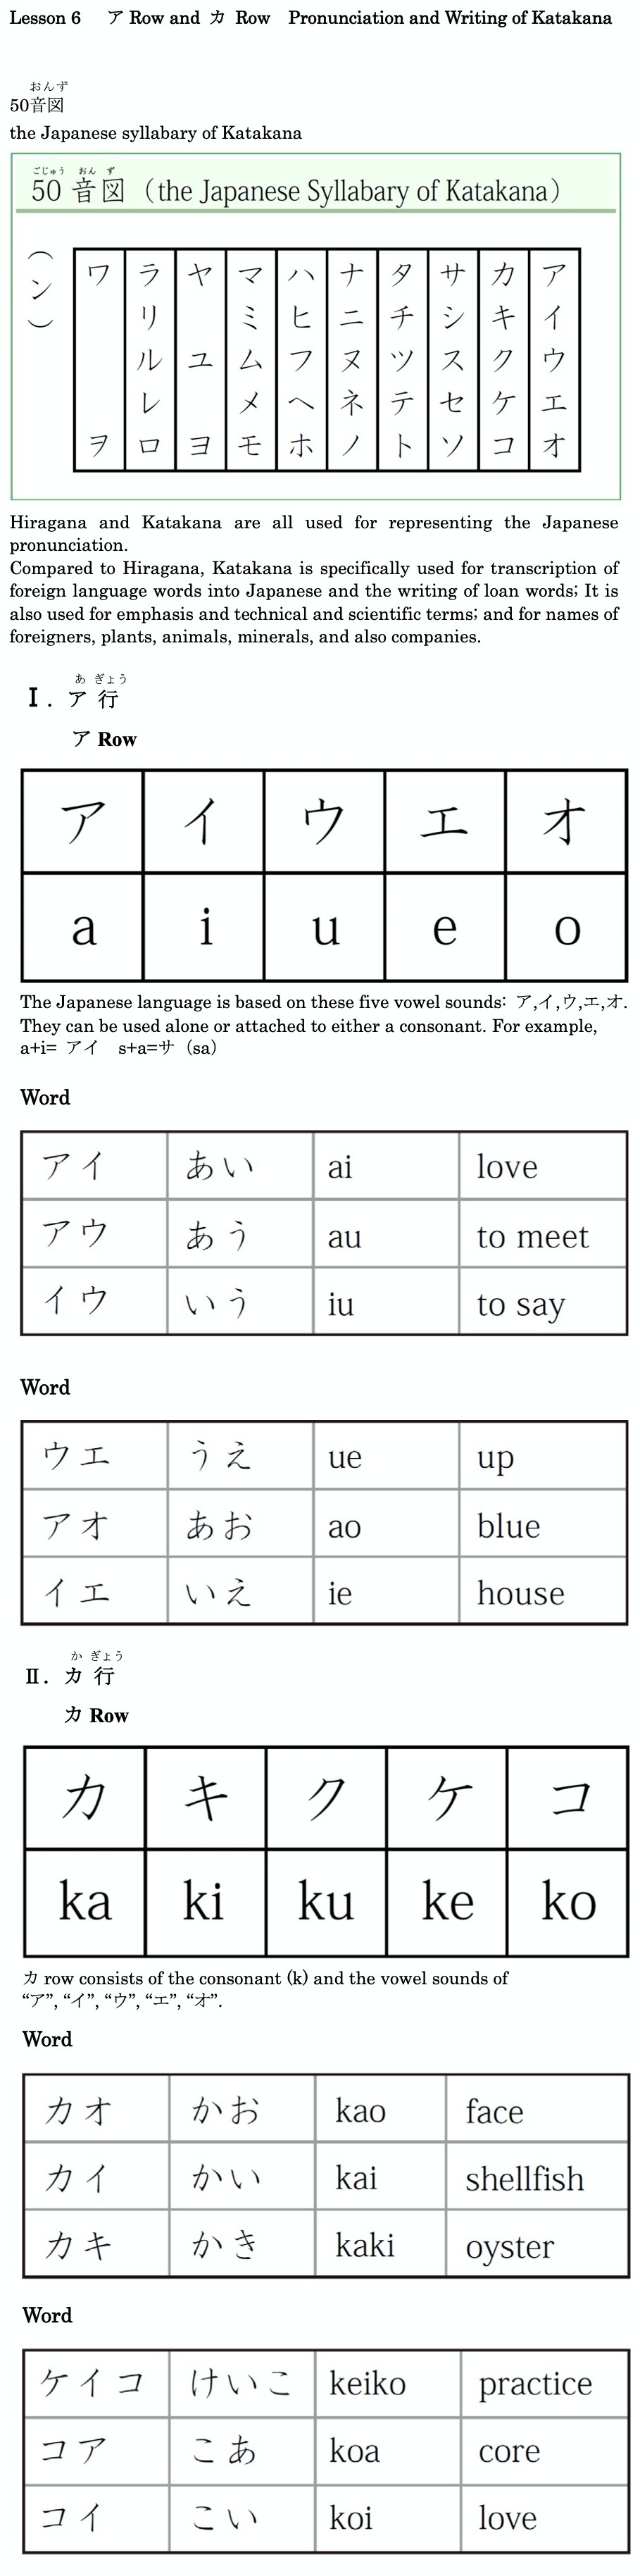 Lesson 6　ア Row and カ Row　Pronunciation and Writing of Katakana
おんず
50音図
the Japanese syllabary of Katakana
ごじゅう おん ず
50 音 図（the Japanese Syllabary of Katakana）
（ン）
ワ ラ ヤ マ ハ ナ タ サ カ ア
リ ミ ヒ ニ チ シ キ イ
ル ユ ム フ ヌ ツ ス ク ウ
レ メ ヘ ネ テ セ ケ エ
ヲ ロ ヨ モ ホ ノ ト ソ コ オ
Hiragana and Katakana are all used for representing the Japanese
pronunciation.
Compared to Hiragana, Katakana is specifically used for transcription of
foreign language words into Japanese and the writing of loan words; It is
also used for emphasis and technical and scientific terms; and for names of
foreigners, plants, animals, minerals, and also companies.
あ ぎょう
Ⅰ. ア 行
ア Row
ア イ ウ エ オ
a i u e o
The Japanese language is based on these five vowel sounds: ア,イ,ウ,エ,オ.
They can be used alone or attached to either a consonant. For example,
a+i= アイ　s+a=サ（sa）
Word
アイ あい ai love
アウ あう au to meet
イウ いう iu to say
Word
ウエ うえ ue up
アオ あお ao blue
イエ いえ ie house
か ぎょう
Ⅱ. カ 行
カ Row
カ キ ク ケ コ
ka ki ku ke ko
カ row consists of the consonant (k) and the vowel sounds of
“ア”, “イ”, “ウ”, “エ”, “オ”.
Word
カオ かお kao face
カイ かい kai shellfish
カキ かき kaki oyster
Word
ケイコ けいこ keiko practice
コア こあ koa core
コイ こい koi love